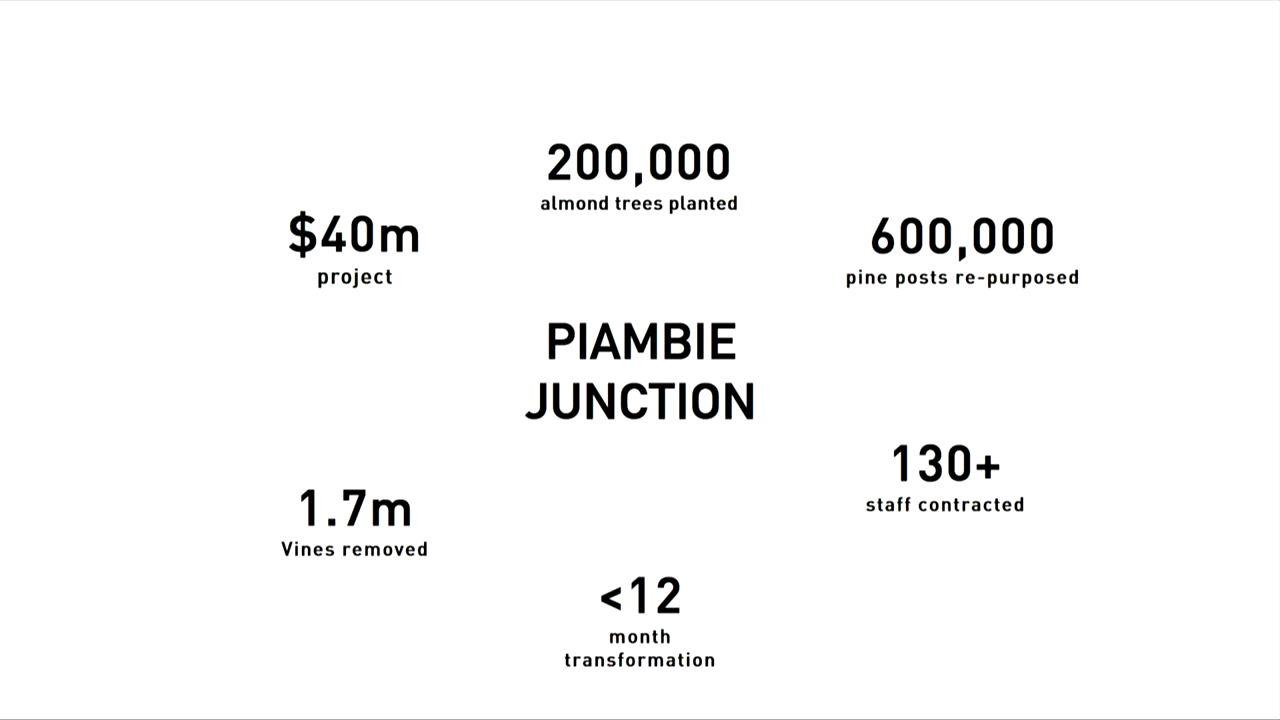 200,000
almond trees planted
$40m
project
600,000
pine posts re-purposed
PIAMBIE
JUNCTION
130+
staff contracted
1.7m
Vines removed
<12
month
transformation